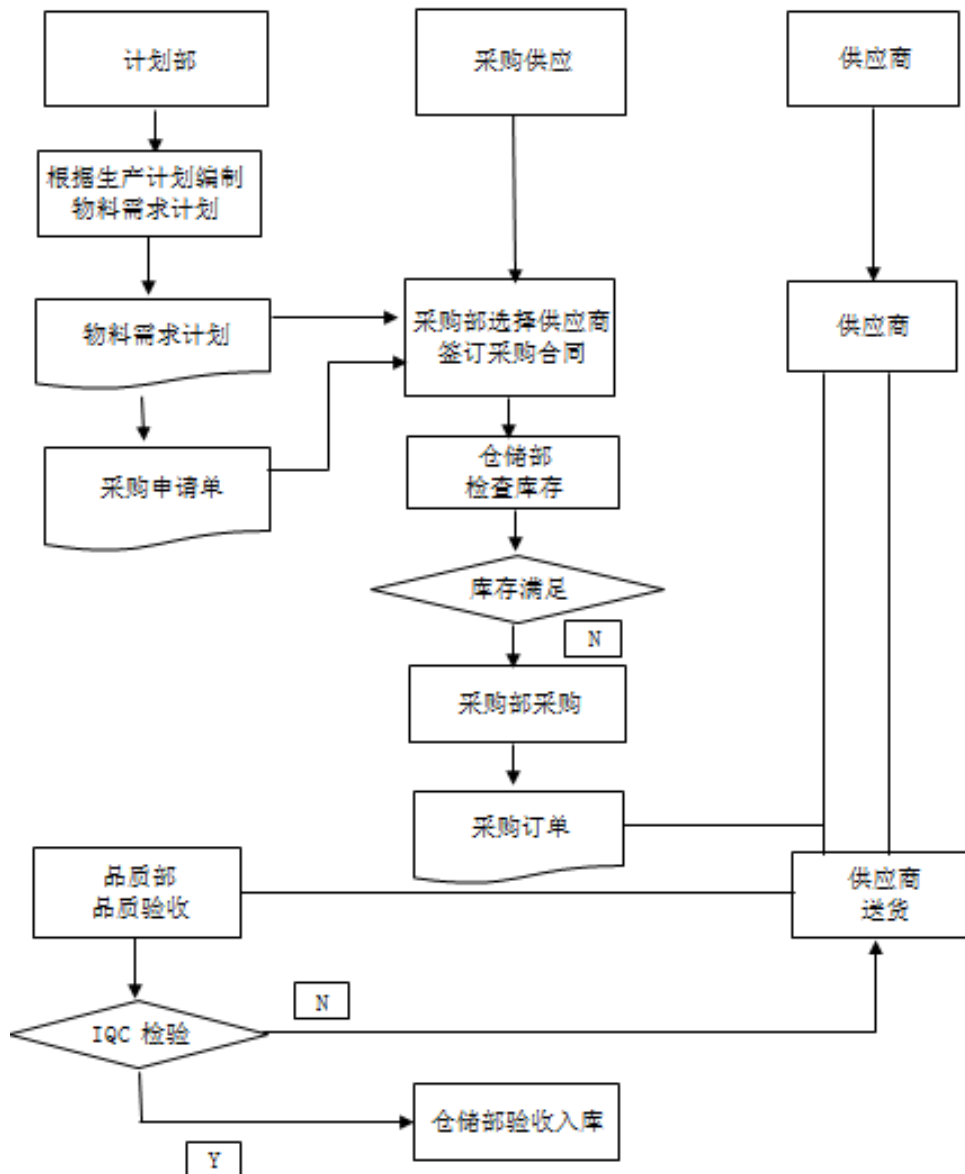 计划部
采购供应
供应商
根据生产计划编制
物料需求计划
物料需求计划
采购部选择供应商
签订采购合同
供应商
采购申请单
仓储部
检查库存
库存满足
N
采购部采购
采购订单
品质部
品质验收
供应商
送货
N
IQC 检验
仓储部验收入库
Y